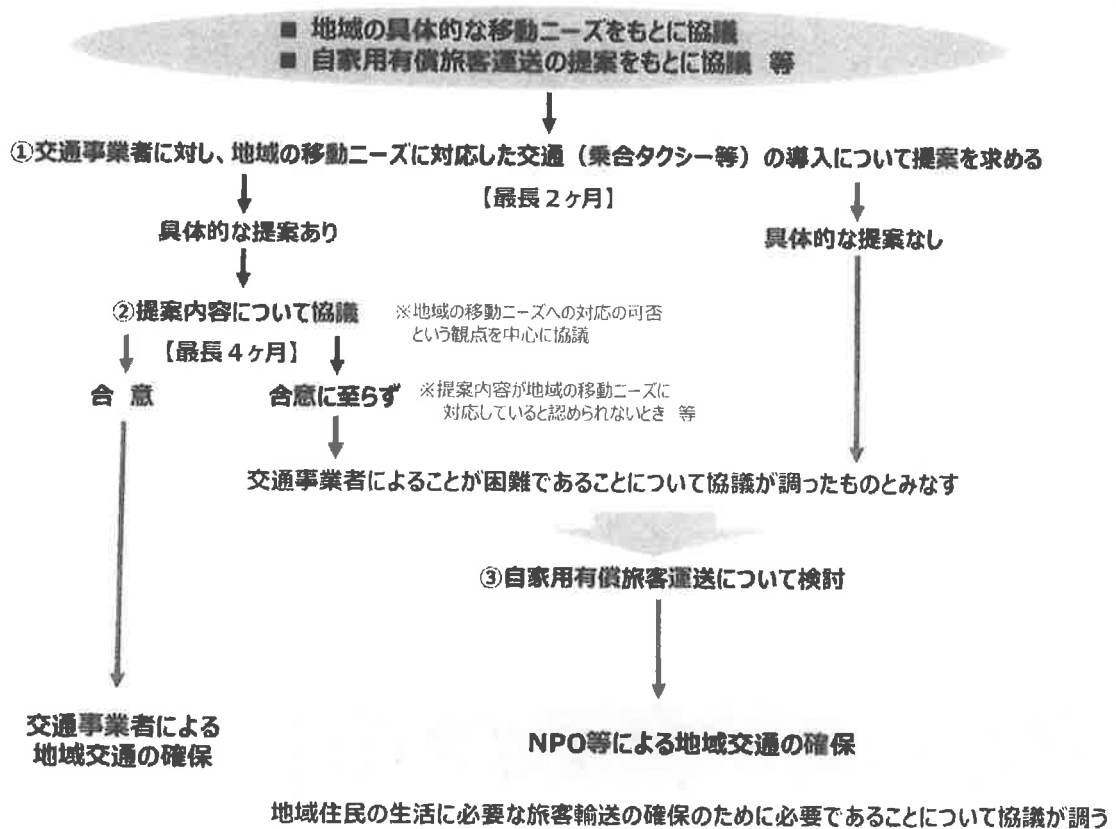 ■ 地域の具体的な移動ニーズをもとに協議
■ 自家用有償旅客運送の提案をもとに協議 等
①交通事業者に対し、地域の移動ニーズに対応した交通（乗合タクシー等）の導入について提案を求める
【最長２ヶ月】
具体的な提案あり
具体的な提案なし
②提案内容について協議
※地域の移動ニーズへの対応の可否
という観点を中心に協議
【最長４ヶ月】
合 意
合意に至らず
※提案内容が地域の移動ニーズに
対応していると認められないとき 等
交通事業者によることが困難であることについて協議が調ったものとみなす
③自家用有償旅客運送について検討
交通事業者による
地域交通の確保
NPO等による地域交通の確保
地域住民の生活に必要な旅客輸送の確保のために必要であることについて協議が調う